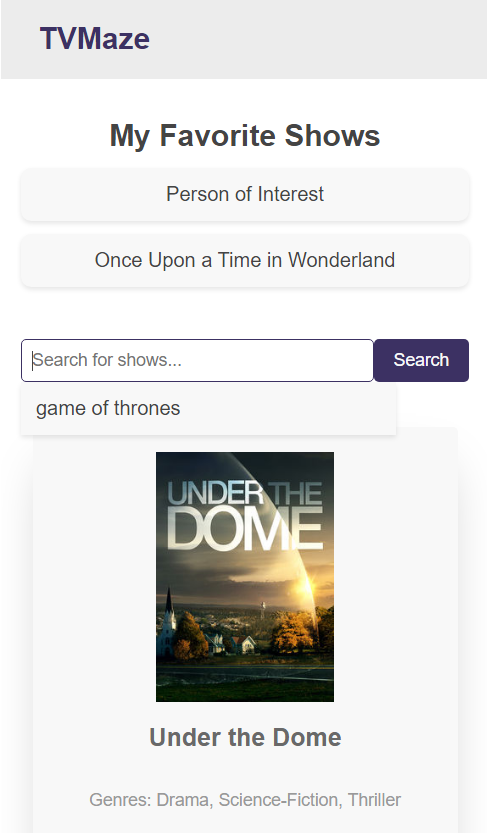 TVMaze
My Favorite Shows
Person of Interest
Once Upon a Time in Wonderland
Search for shows...
Search
game of thrones
UNDER THE
DOME
Under the Dome
Genres: Drama, Science-Fiction, Thriller